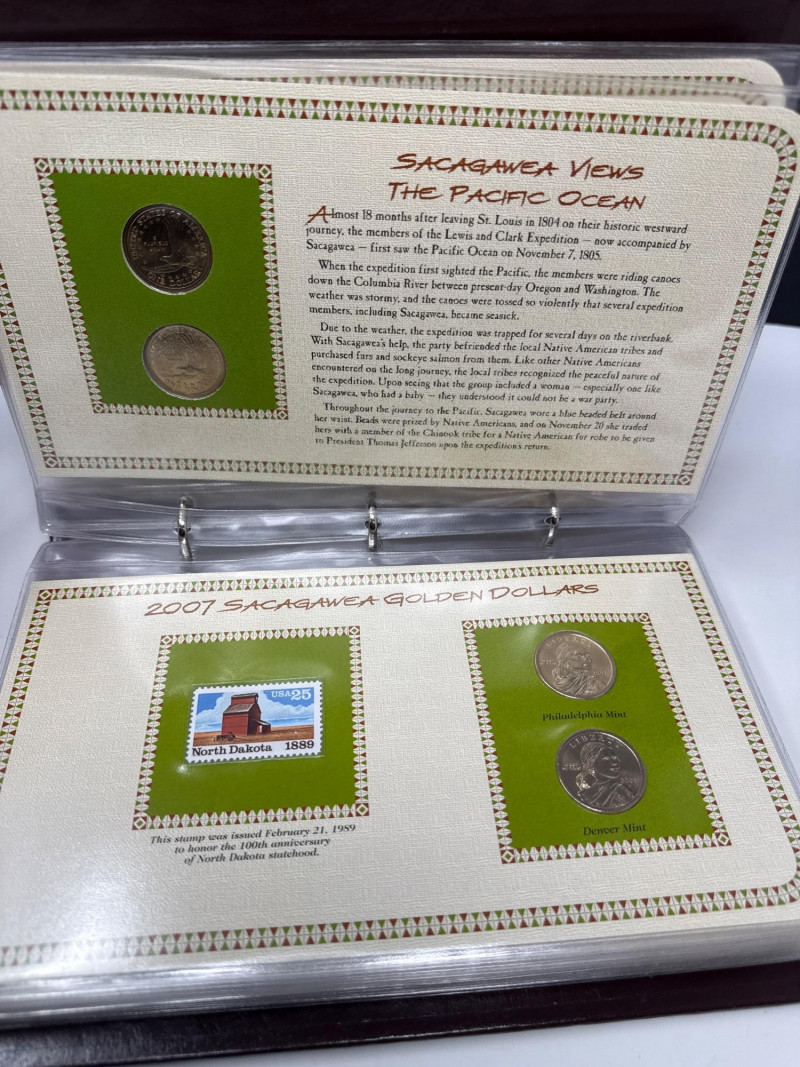 SACAGAWEA VIEWS
THE PACIFIC OCEAN
Almost 18 months after leaving St. Louis in 1804 on their historic westward
journey, the members of the Lewis and Clark Expedition — now accompanied by
Sacagawea — first saw the Pacific Ocean on November 7, 1805.
When the expedition first sighted the Pacific, the members were riding canoes
down the Columbia River between present-day Oregon and Washington. The
weather was stormy, and the canoes were tossed so violently that several expedition
members, including Sacagawea, became seasick.
Due to the weather, the expedition was trapped for several days on the riverbank.
With Sacagawea's help, the party befriended the local Native American tribes and
purchased furs and sockeye salmon from them. Like other Native Americans
encountered on the long journey, the local tribes recognized the peaceful nature of
the expedition. Upon seeing that the group included a woman — especially one like
Sacagawea, who had a baby — they understood it could not be a war party.
Throughout the journey to the Pacific, Sacagawea wore a blue beaded belt around
her waist. Beads were prized by Native Americans, and on November 20 she traded
hers with a member of the Chinook tribe for a Native American fur robe to be given
to President Thomas Jefferson upon the expedition's return.
UNITED STATES OF AMERICA
ONE DOLLAR
2007 SACAGAWEA GOLDEN DOLLARS
USA25
North Dakota 1889
This stamp was issued February 21, 1989
to honor the 100th anniversary
of North Dakota statehood.
LIBERTY
Philadelphia Mint
LIBERTY
Denver Mint